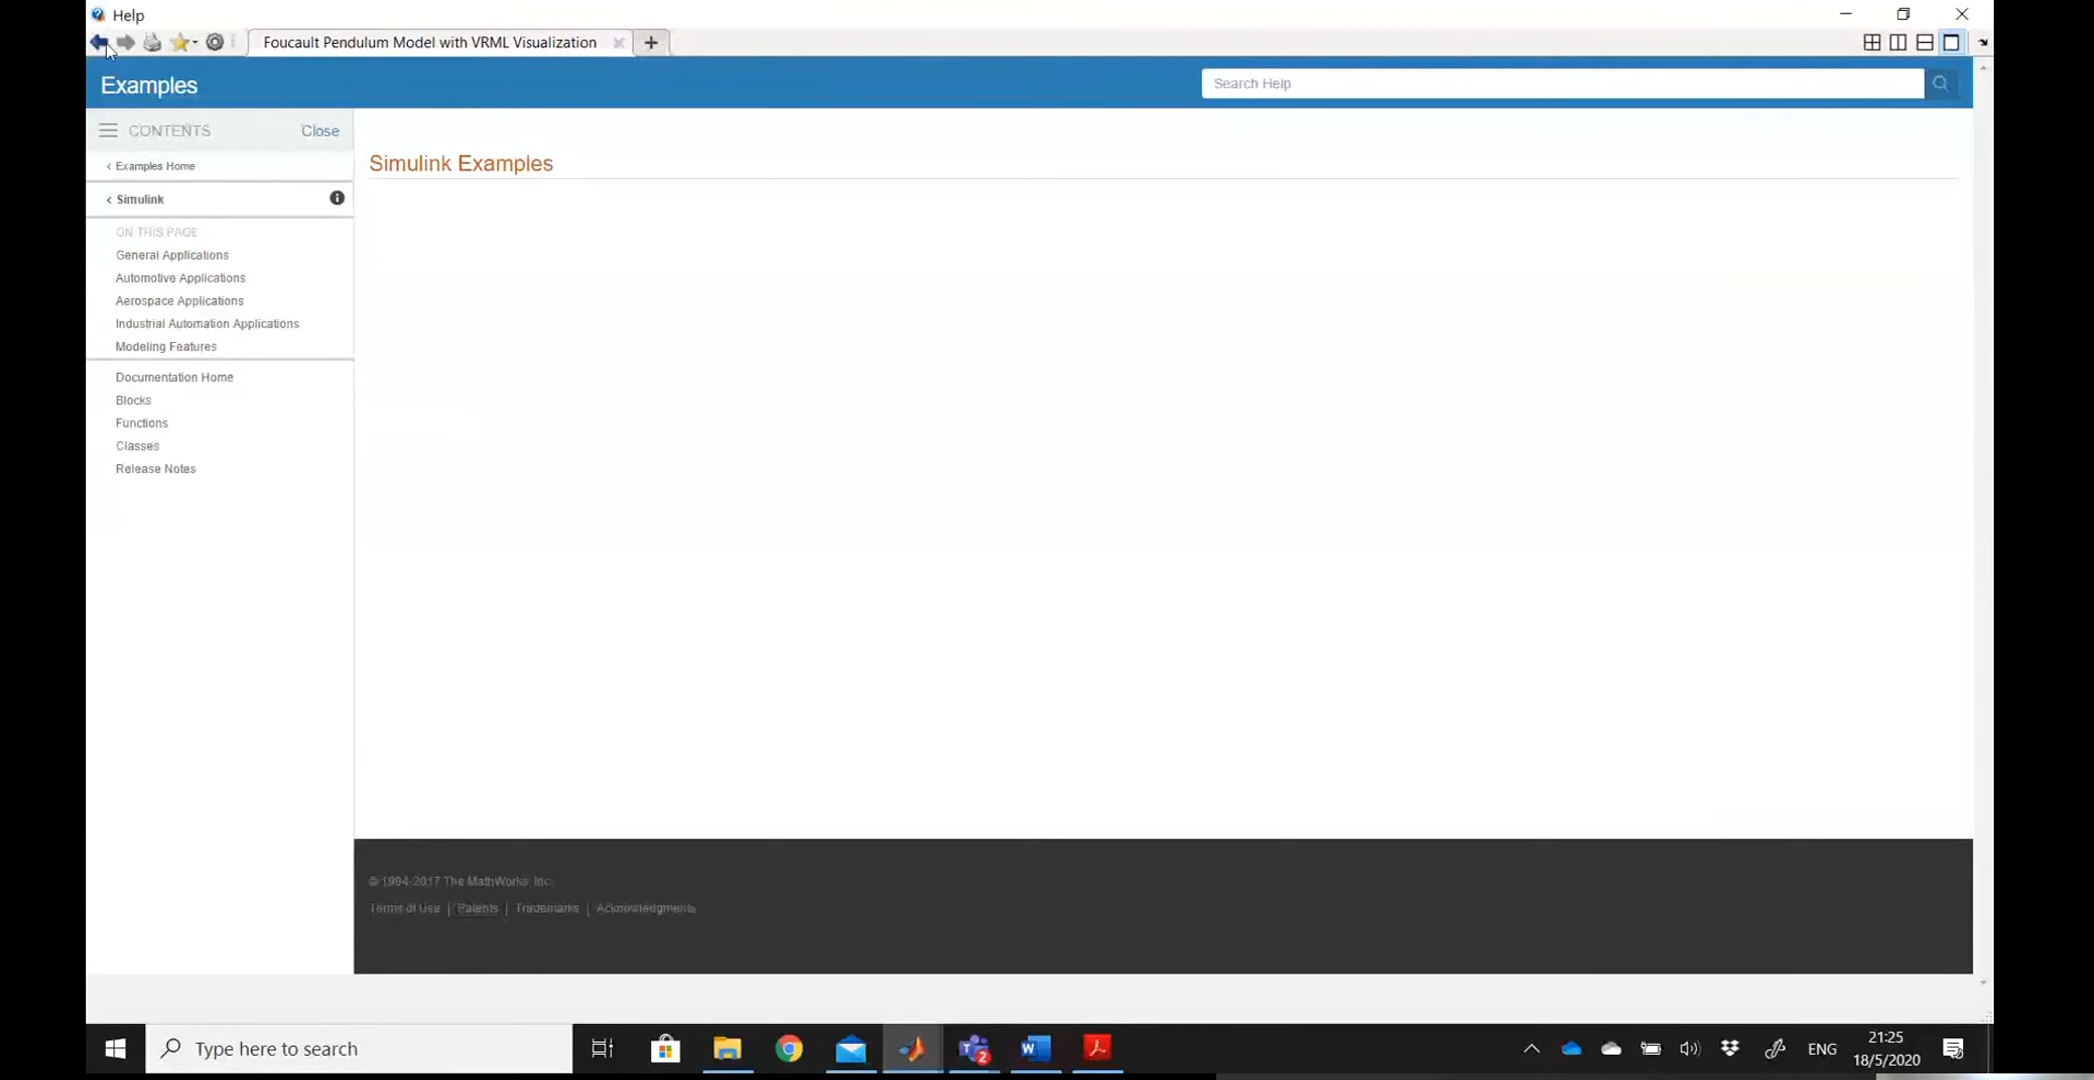 Help
Foucault Pendulum Model with VRML Visualization
Examples
Search Help
CONTENTS
Close
Examples Home
Simulink
ON THIS PAGE
General Applications
Automotive Applications
Aerospace Applications
Industrial Automation Applications
Modeling Features
Documentation Home
Blocks
Functions
Classes
Release Notes
Simulink Examples
© 1994-2017 The MathWorks, Inc.
Terms of Use | Patents | Trademarks | Acknowledgments
Type here to search
2
ENG
21:25
18/5/2020